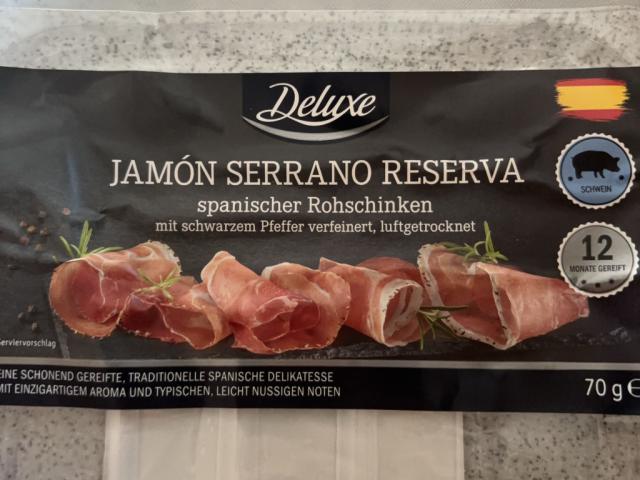 Deluxe
JAMÓN SERRANO RESERVA
spanischer Rohschinken
mit schwarzem Pfeffer verfeinert, luftgetrocknet
SCHWEIN
12
MONATE GEREIFT
Serviervorschlag
EINE SCHONEND GEREIFTE, TRADITIONELLE SPANISCHE DELIKATESSE
MIT EINZIGARTIGEM AROMA UND TYPISCHEN, LEICHT NUSSIGEN NOTEN
70 g e